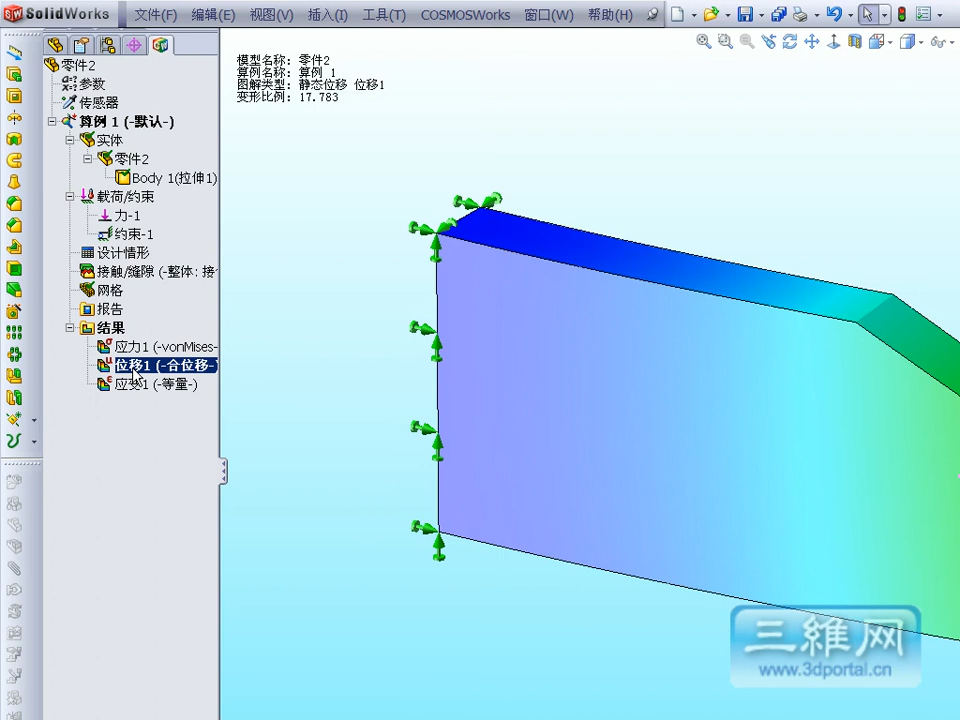 SolidWorks 文件(F) 编辑(E) 视图(V) 插入(I) 工具(T) COSMOSWorks 窗口(W) 帮助(H)
零件2
参数
传感器
算例 1 (-默认-)
实体
零件2
Body 1(拉伸1)
载荷/约束
力-1
约束-1
设计情形
接触/缝隙 (-整体: 接
网格
报告
结果
应力1 (-vonMises-
位移1 (-合位移-)
应变1 (-等量-)
模型名称: 零件2
算例名称: 算例 1
图解类型: 静态位移 位移1
变形比例: 17.783
三維网
www.3dportal.cn